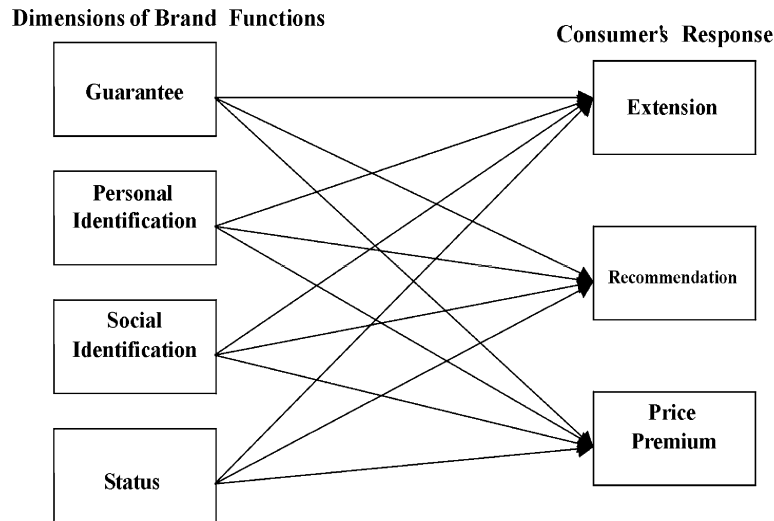 Dimensions of Brand Functions
Consumer's Response
Guarantee
Extension
Personal
Identification
Recommendation
Social
Identification
Price
Premium
Status